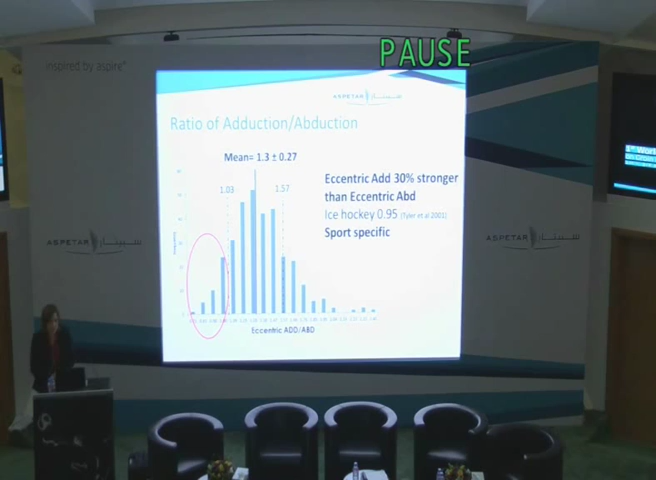 PAUSE
inspired by aspire
ASPETAR
Ratio of Adduction/Abduction
Mean= 1.3 ± 0.27
1.03
1.57
Eccentric Add 30% stronger
than Eccentric Abd
Ice hockey 0.95 (Tyler et al 2001)
Sport specific
Eccentric ADD/ABD
ASPETAR سبيتار
ASPETAR سبيتار